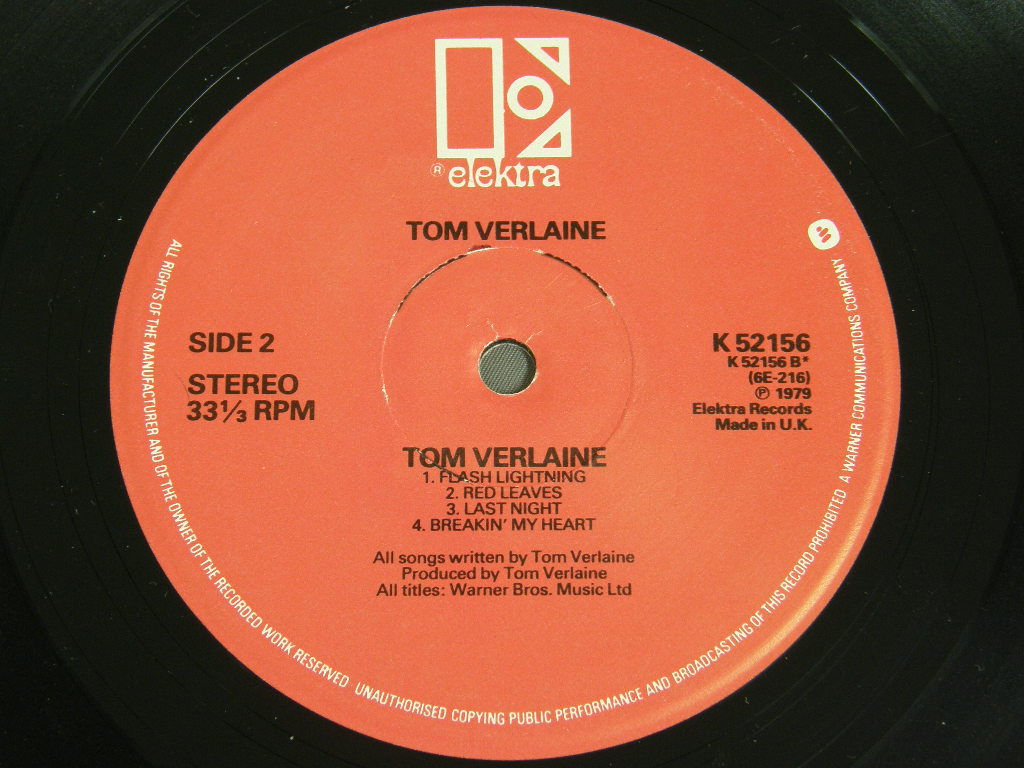 ® elektra
TOM VERLAINE
SIDE 2
STEREO
33⅓ RPM
K 52156
K 52156 B*
(6E-216)
℗ 1979
Elektra Records
Made in U.K.
TOM VERLAINE
1. FLASH LIGHTNING
2. RED LEAVES
3. LAST NIGHT
4. BREAKIN' MY HEART
All songs written by Tom Verlaine
Produced by Tom Verlaine
All titles: Warner Bros. Music Ltd
ALL RIGHTS OF THE MANUFACTURER AND OF THE OWNER OF THE RECORDED WORK RESERVED UNAUTHORISED COPYING PUBLIC PERFORMANCE AND BROADCASTING OF THIS RECORD PROHIBITED A WARNER COMMUNICATIONS COMPANY